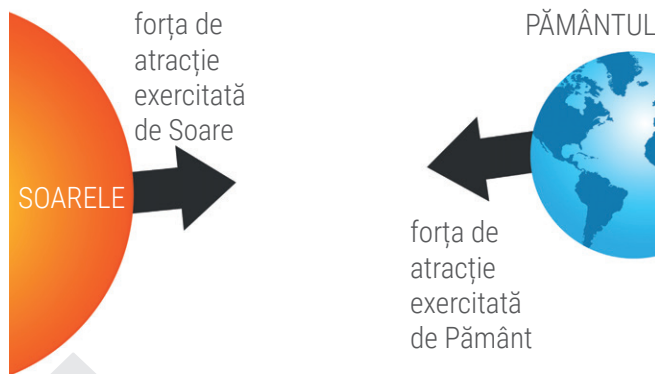 forța de
atracție
exercitată
de Soare
PĂMÂNTUL
SOARELE
forța de
atracție
exercitată
de Pământ